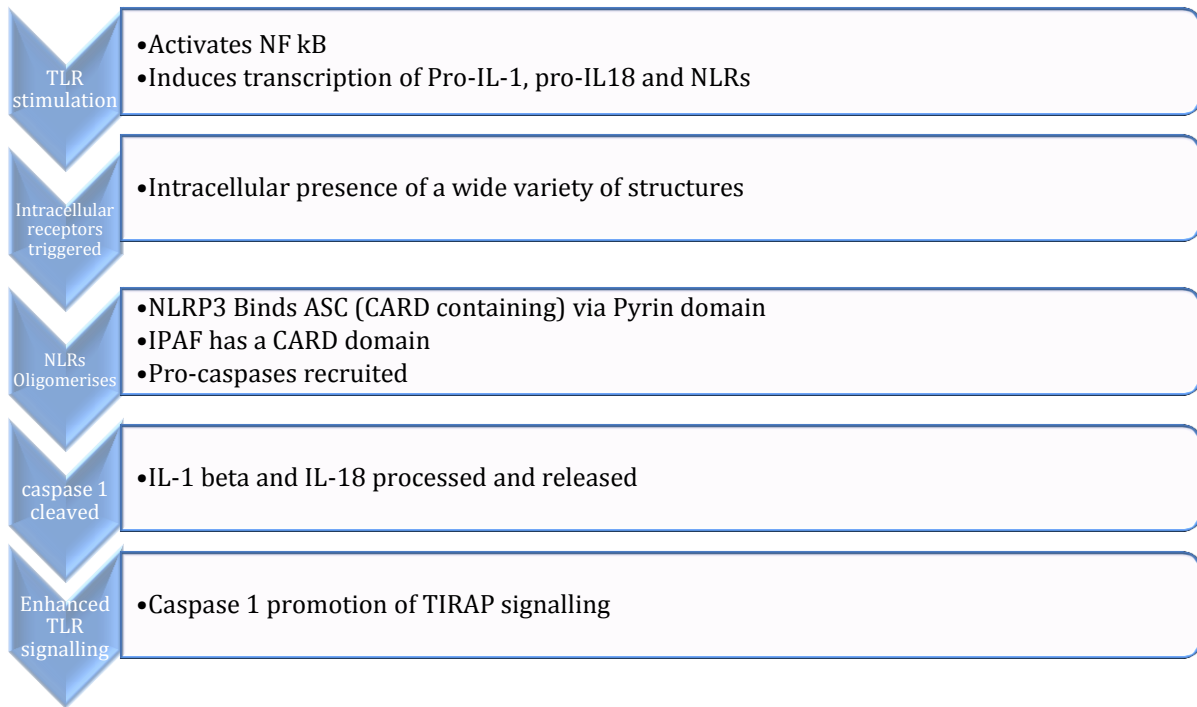 TLR
stimulation
•Activates NF kB
•Induces transcription of Pro-IL-1, pro-IL18 and NLRs
Intracellular
receptors
triggered
•Intracellular presence of a wide variety of structures
NLRs
Oligomerises
•NLRP3 Binds ASC (CARD containing) via Pyrin domain
•IPAF has a CARD domain
•Pro-caspases recruited
caspase 1
cleaved
•IL-1 beta and IL-18 processed and released
Enhanced
TLR
signalling
•Caspase 1 promotion of TIRAP signalling